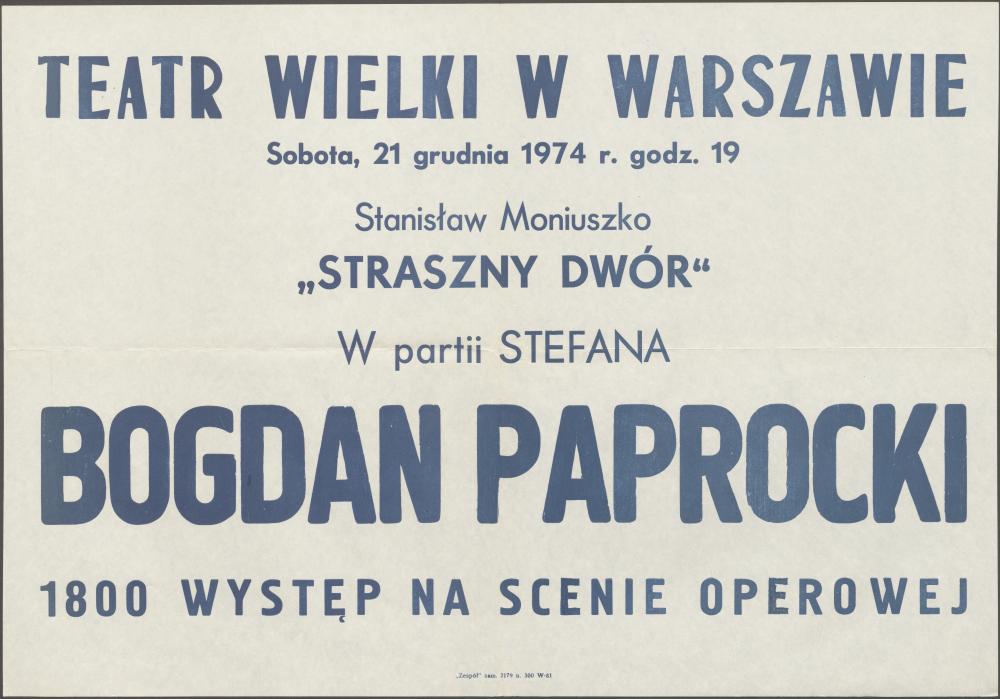 TEATR WIELKI W WARSZAWIE
Sobota, 21 grudnia 1974 r. godz. 19
Stanisław Moniuszko
„STRASZNY DWÓR“
W partii STEFANA
BOGDAN PAPROCKI
1800 WYSTĘP NA SCENIE OPEROWEJ
„Zespół” zam. 3179 n. 300 W-61